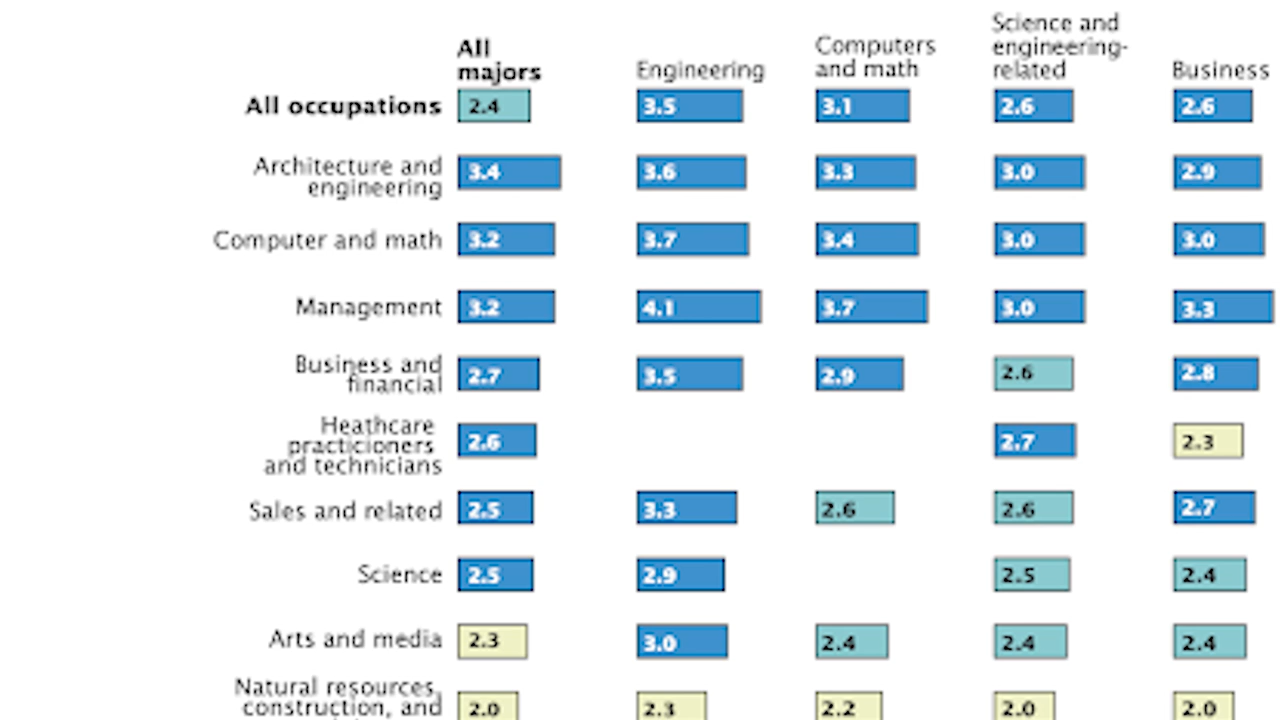 All
majors
Engineering
Computers
and math
Science and
engineering-
related
Business
All occupations 2.4 3.5 3.1 2.6 2.6
Architecture and
engineering
3.4 3.6 3.3 3.0 2.9
Computer and math 3.2 3.7 3.4 3.0 3.0
Management 3.2 4.1 3.7 3.0 3.3
Business and
financial
2.7 3.5 2.9 2.6 2.8
Heathcare
practicioners
and technicians
2.6 2.7 2.3
Sales and related 2.5 3.3 2.6 2.6 2.7
Science 2.5 2.9 2.5 2.4
Arts and media 2.3 3.0 2.4 2.4 2.4
Natural resources,
construction, and
2.0 2.3 2.2 2.0 2.0